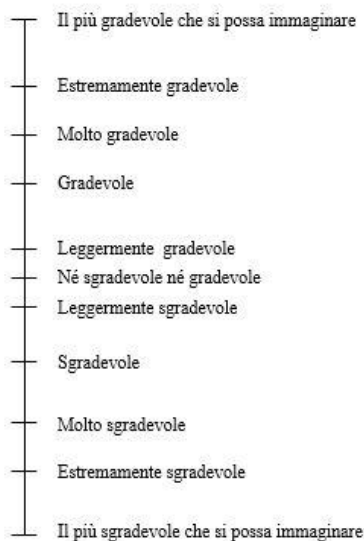 Il più gradevole che si possa immaginare
Estremamente gradevole
Molto gradevole
Gradevole
Leggermente gradevole
Né sgradevole né gradevole
Leggermente sgradevole
Sgradevole
Molto sgradevole
Estremamente sgradevole
Il più sgradevole che si possa immaginare